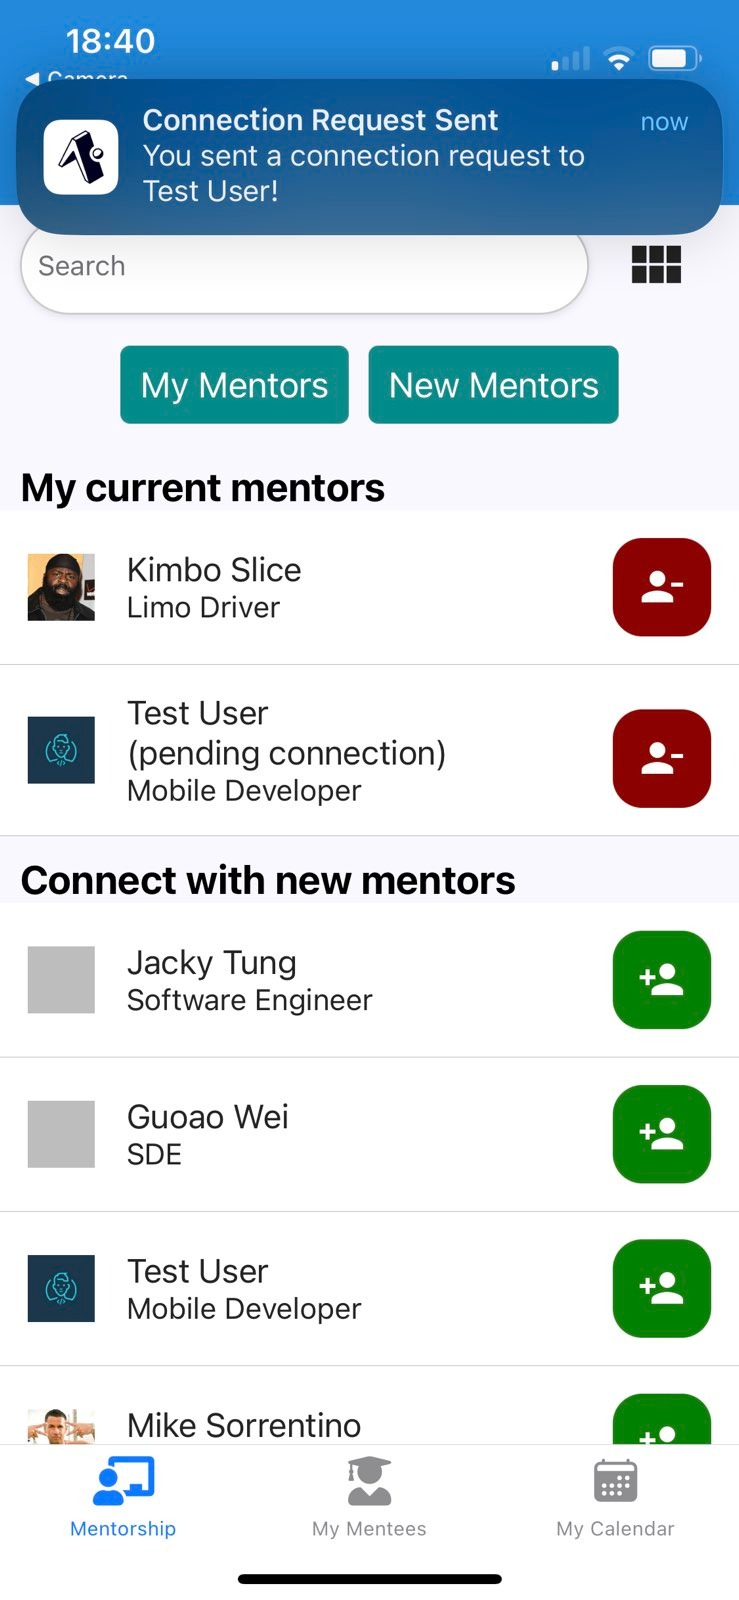 18:40
Camera
Connection Request Sent
now
You sent a connection request to
Test User!
Search
My Mentors
New Mentors
My current mentors
Kimbo Slice
Limo Driver
Test User
(pending connection)
Mobile Developer
Connect with new mentors
Jacky Tung
Software Engineer
Guoao Wei
SDE
Test User
Mobile Developer
Mike Sorrentino
Mentorship
My Mentees
My Calendar